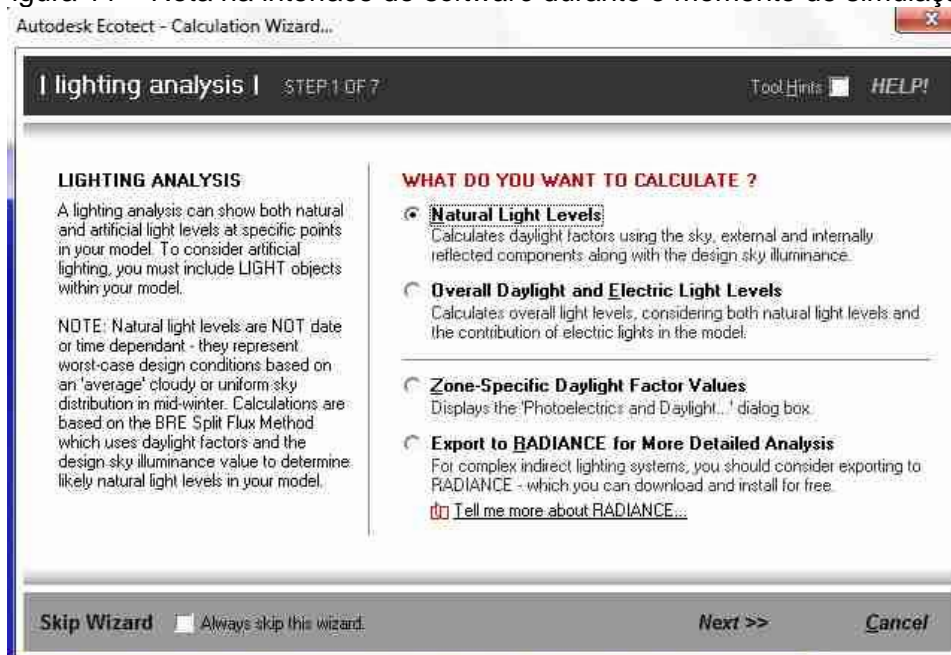 Autodesk Ecotect - Calculation Wizard...
| lighting analysis | STEP 1 OF 7
Tool Hints HELP!
LIGHTING ANALYSIS
A lighting analysis can show both natural
and artificial light levels at specific points
in your model. To consider artificial
lighting, you must include LIGHT objects
within your model.
NOTE: Natural light levels are NOT date
or time dependant - they represent
worst-case design conditions based on
an 'average' cloudy or uniform sky
distribution in mid-winter. Calculations are
based on the BRE Split Flux Method
which uses daylight factors and the
design sky illuminance value to determine
likely natural light levels in your model.
WHAT DO YOU WANT TO CALCULATE ?
Natural Light Levels
Calculates daylight factors using the sky, external and internally
reflected components along with the design sky illuminance.
Overall Daylight and Electric Light Levels
Calculates overall light levels, considering both natural light levels and
the contribution of electric lights in the model.
Zone-Specific Daylight Factor Values
Displays the 'Photoelectrics and Daylight...' dialog box.
Export to RADIANCE for More Detailed Analysis
For complex indirect lighting systems, you should consider exporting to
RADIANCE - which you can download and install for free.
Tell me more about RADIANCE...
Skip Wizard Always skip this wizard.
Next >> Cancel